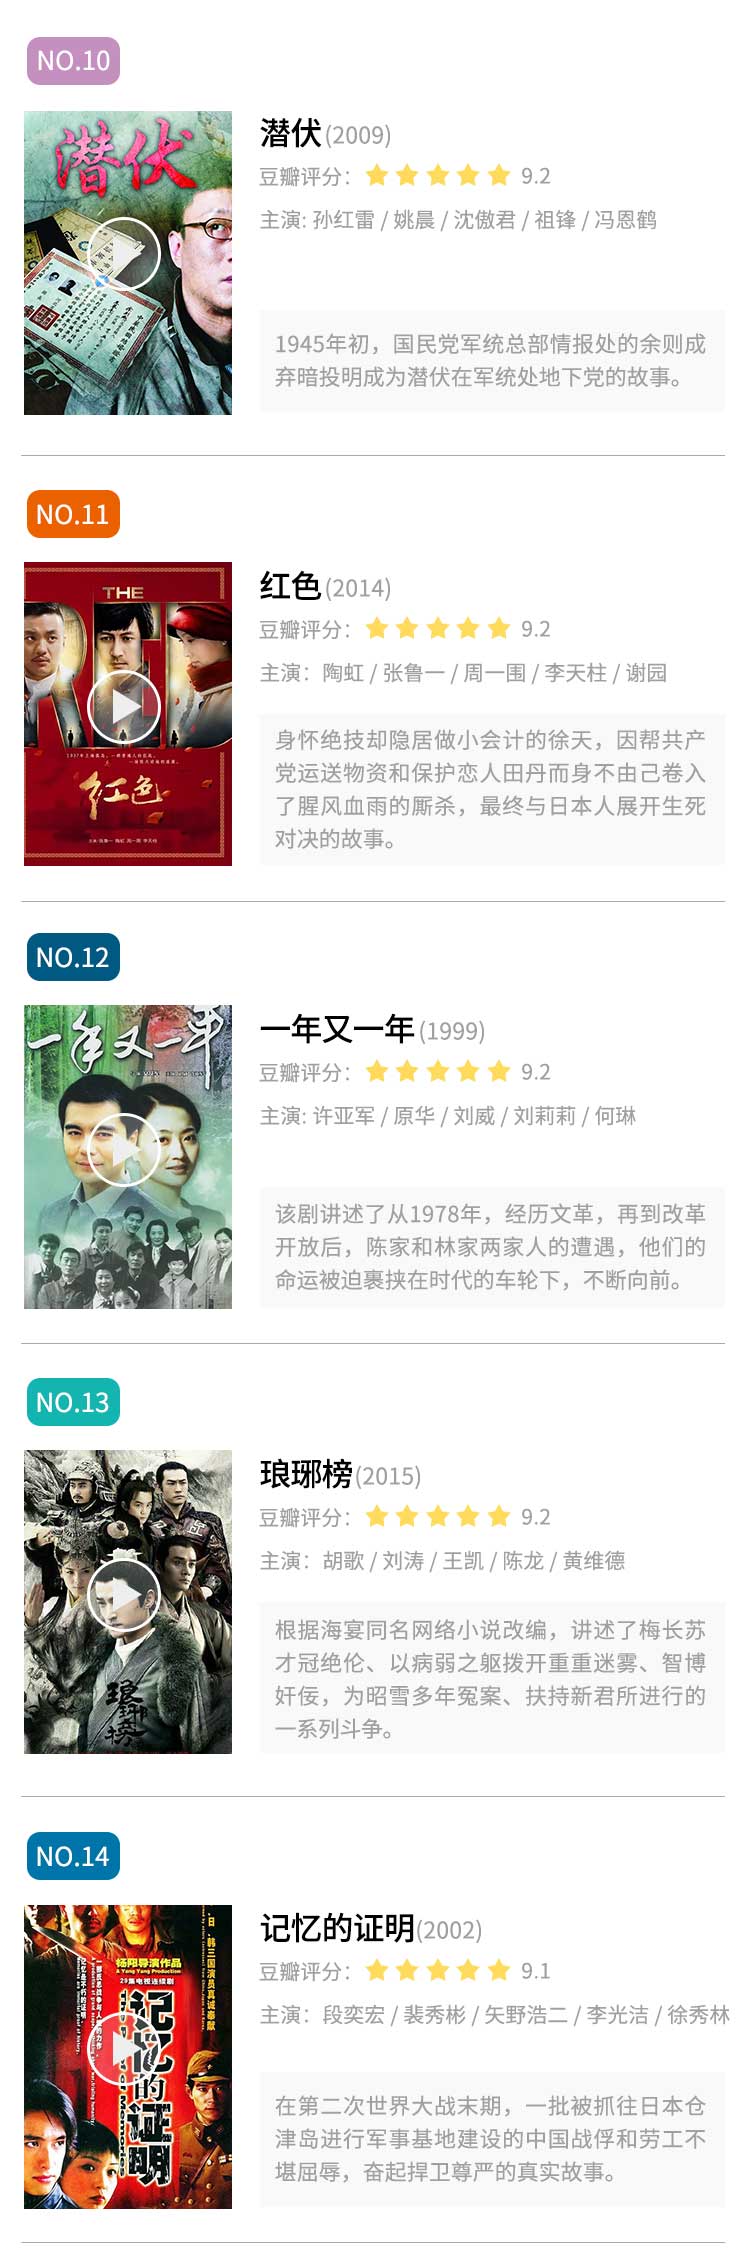 NO.10
潜伏
潜伏(2009)
豆瓣评分： 9.2
主演: 孙红雷 / 姚晨 / 沈傲君 / 祖锋 / 冯恩鹤
1945年初，国民党军统总部情报处的余则成
弃暗投明成为潜伏在军统处地下党的故事。
NO.11
THE
RED
红色
红色(2014)
豆瓣评分： 9.2
主演：陶虹 / 张鲁一 / 周一围 / 李天柱 / 谢园
身怀绝技却隐居做小会计的徐天，因帮共产
党运送物资和保护恋人田丹而身不由己卷入
了腥风血雨的厮杀，最终与日本人展开生死
对决的故事。
NO.12
一年又一年
一年又一年(1999)
豆瓣评分： 9.2
主演: 许亚军 / 原华 / 刘威 / 刘莉莉 / 何琳
该剧讲述了从1978年，经历文革，再到改革
开放后，陈家和林家两家人的遭遇，他们的
命运被迫裹挟在时代的车轮下，不断向前。
NO.13
琅琊榜
琅琊榜(2015)
豆瓣评分： 9.2
主演：胡歌 / 刘涛 / 王凯 / 陈龙 / 黄维德
根据海宴同名网络小说改编，讲述了梅长苏
才冠绝伦、以病弱之躯拨开重重迷雾、智博
奸佞，为昭雪多年冤案、扶持新君所进行的
一系列斗争。
NO.14
杨阳导演作品
A Yang Yang Production
29集电视连续剧
记忆的证明
记忆的证明(2002)
豆瓣评分： 9.1
主演：段奕宏 / 裴秀彬 / 矢野浩二 / 李光洁 / 徐秀林
在第二次世界大战末期，一批被抓往日本仓
津岛进行军事基地建设的中国战俘和劳工不
堪屈辱，奋起捍卫尊严的真实故事。